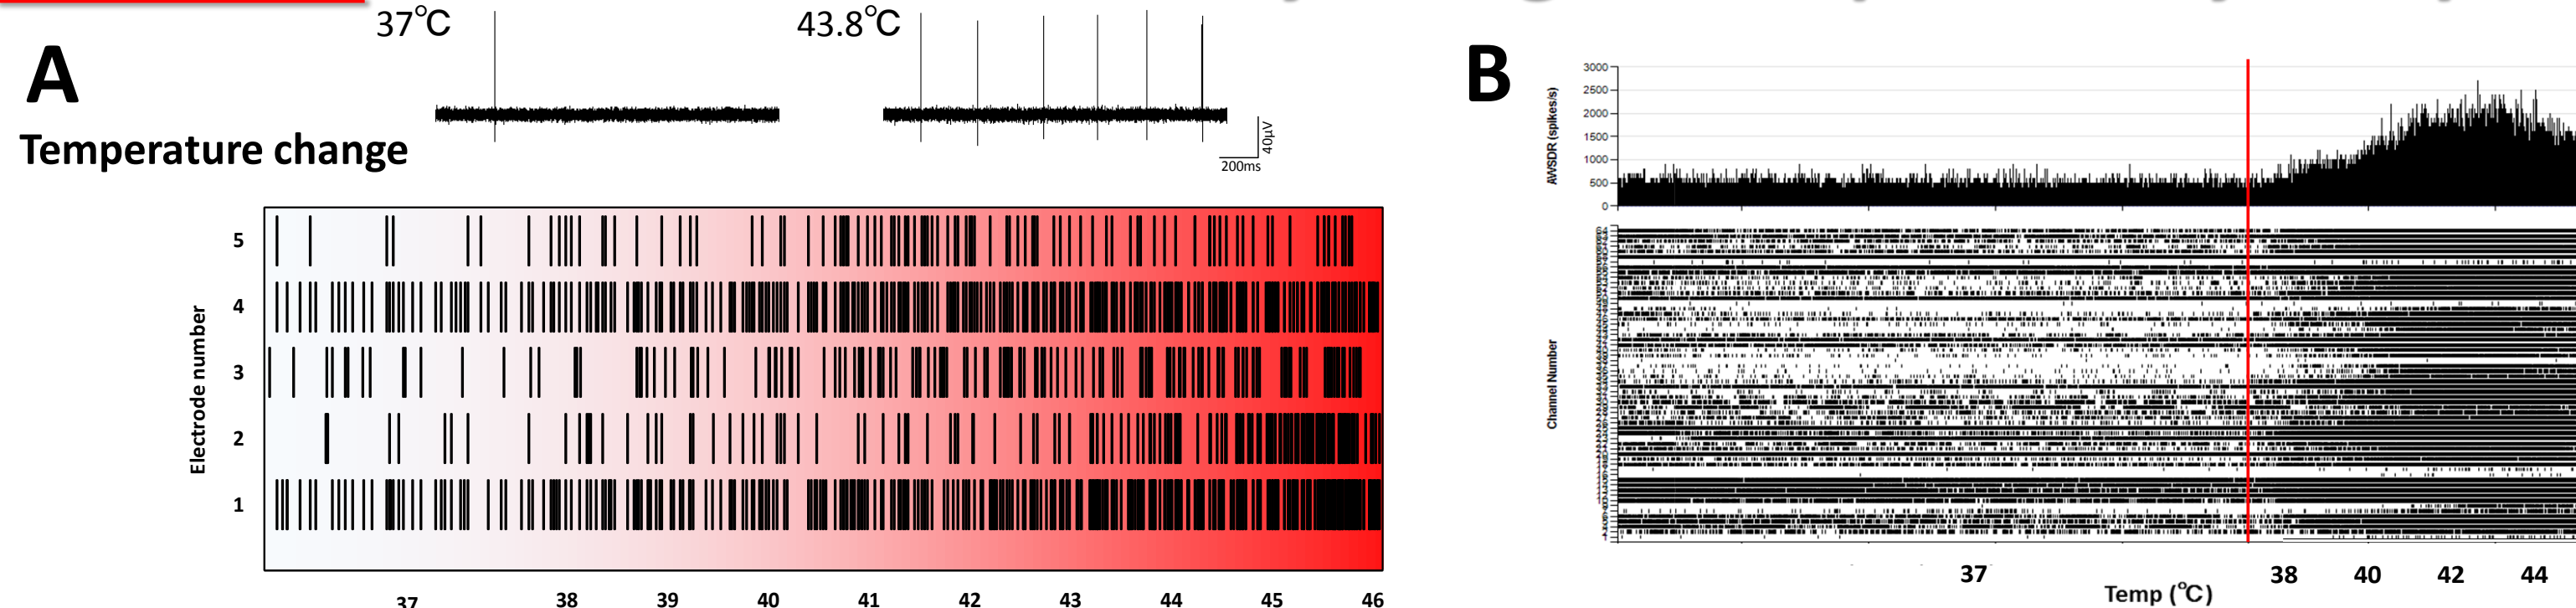 A
37°C
43.8°C
Temperature change
40µV
200ms
Electrode number
5
4
3
2
1
37 38 39 40 41 42 43 44 45 46
B
AWSDR (spikes/s)
3000
2500
2000
1500
1000
500
0
Channel Number
37 38 40 42 44
Temp (°C)